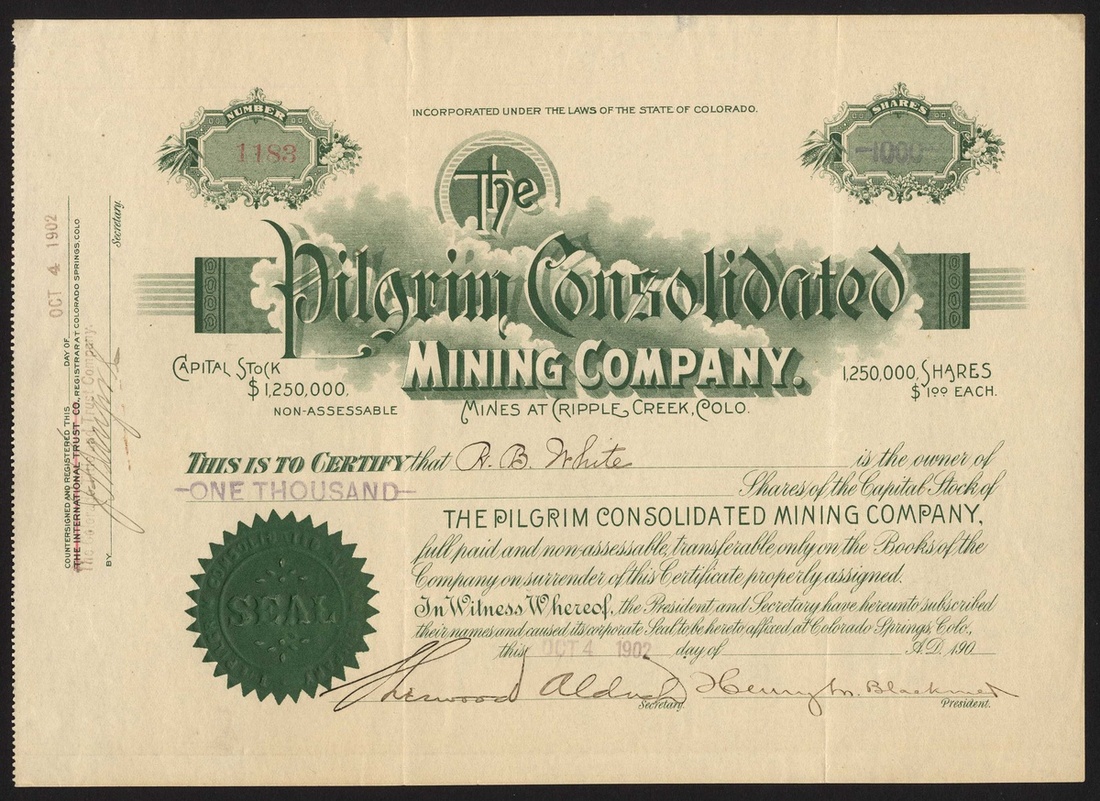 INCORPORATED UNDER THE LAWS OF THE STATE OF COLORADO.
NUMBER
1183
SHARES
-1000-
The
Pilgrim Consolidated
MINING COMPANY.
CAPITAL STOCK
$1,250,000,
NON-ASSESSABLE
1,250,000, SHARES
$1.00 EACH.
MINES AT CRIPPLE CREEK, COLO.
THIS IS TO CERTIFY that R. B. White is the owner of
-ONE THOUSAND- Shares of the Capital Stock of
THE PILGRIM CONSOLIDATED MINING COMPANY,
full paid and non-assessable, transferable only on the Books of the
Company on surrender of this Certificate properly assigned.
In Witness Whereof, the President and Secretary have hereunto subscribed
their names and caused its corporate Seal to be hereto affixed at Colorado Springs, Colo.,
this OCT 4 1902 day of A.D. 190
Sherwood Aldrich Henry M. Blackmer
Secretary. President.
SEAL
COUNTERSIGNED AND REGISTERED THIS DAY OF
OCT 4 1902
THE INTERNATIONAL TRUST CO., REGISTRAR AT COLORADO SPRINGS, COLO
Trust Company.
BY Secretary.